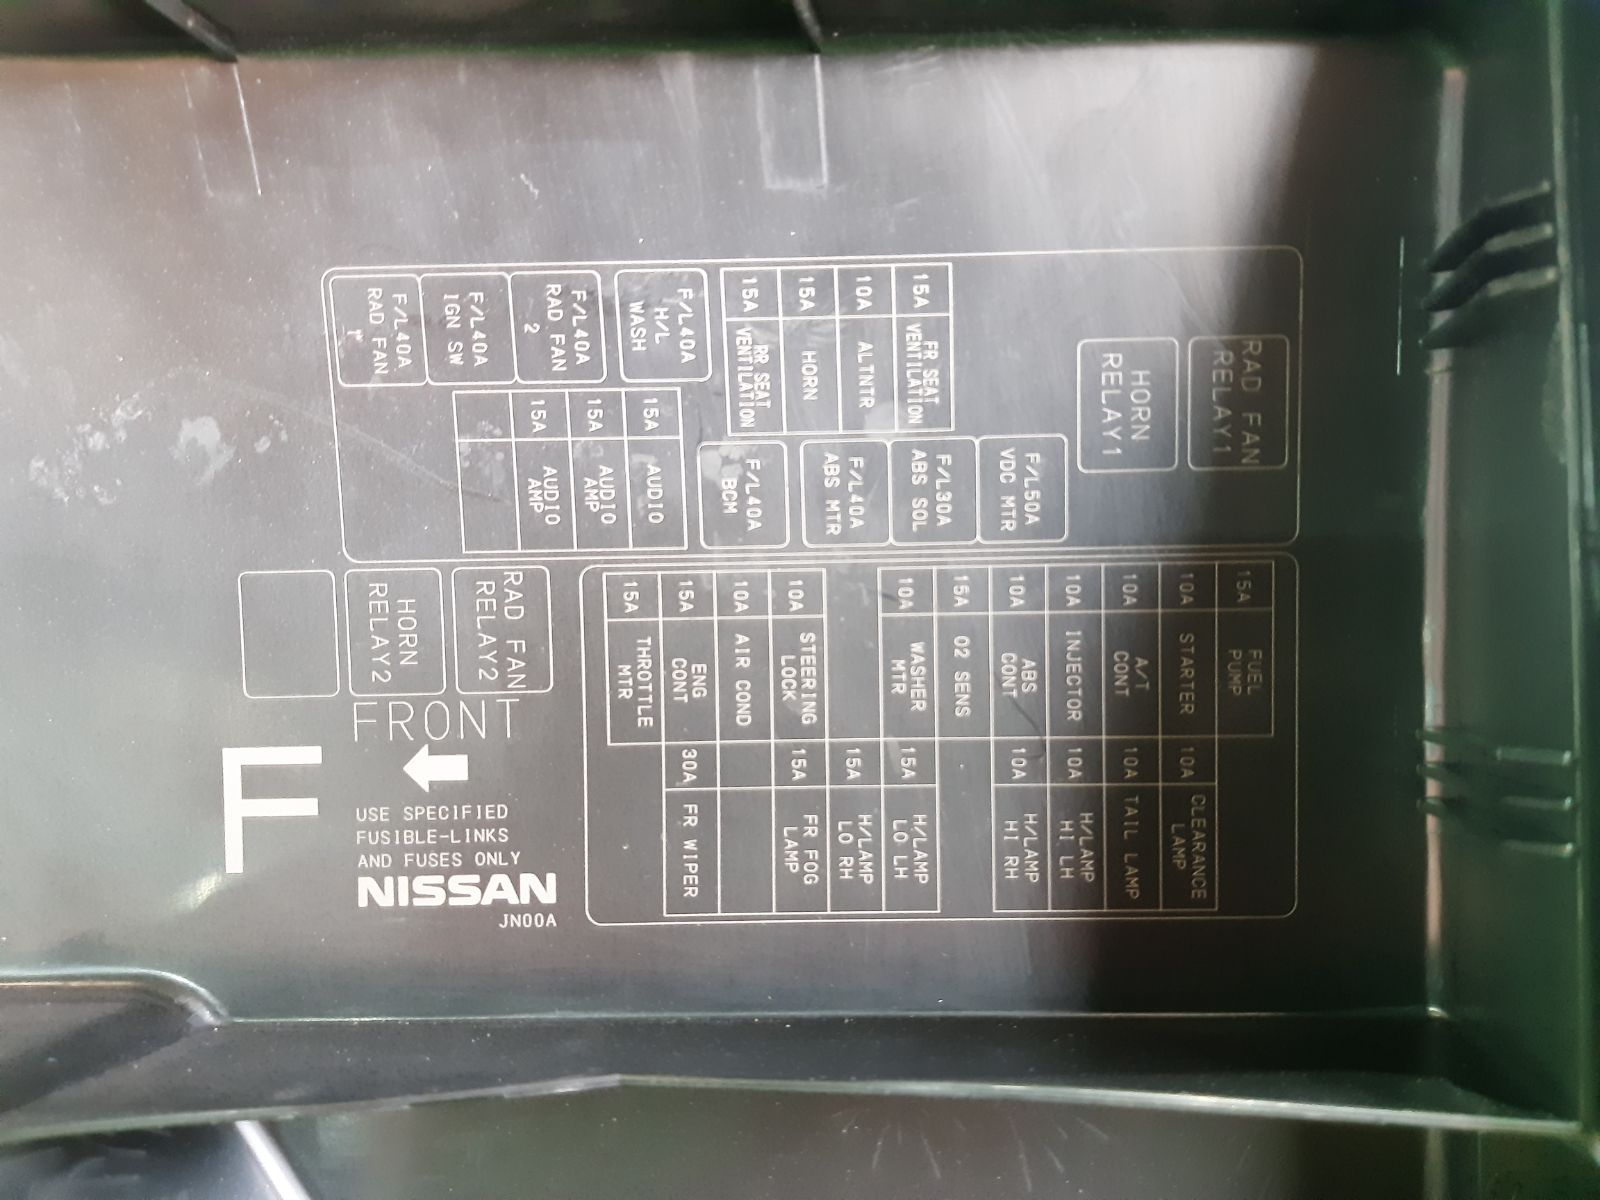 F/L40A
RAD FAN
1
F/L40A
IGN SW
F/L40A
RAD FAN
2
F/L40A
H/L
WASH
15A
RR SEAT
VENTILATION
15A
HORN
10A
ALTNTR
15A
FR SEAT
VENTILATION
HORN
RELAY1
RAD FAN
RELAY1
15A
AUDIO
AMP
15A
AUDIO
AMP
15A
AUDIO
F/L40A
BCM
F/L40A
ABS MTR
F/L30A
ABS SOL
F/L50A
VDC MTR
HORN
RELAY2
RAD FAN
RELAY2
15A
THROTTLE
MTR
15A
ENG
CONT
10A
AIR COND
10A
STEERING
LOCK
10A
WASHER
MTR
15A
O2 SENS
10A
ABS
CONT
10A
INJECTOR
10A
A/T
CONT
10A
STARTER
15A
FUEL
PUMP
30A
FR WIPER
15A
FR FOG
LAMP
15A
H/LAMP
LO RH
15A
H/LAMP
LO LH
10A
H/LAMP
HI RH
10A
H/LAMP
HI LH
10A
TAIL LAMP
10A
CLEARANCE
LAMP
FRONT
F
USE SPECIFIED
FUSIBLE-LINKS
AND FUSES ONLY
NISSAN
JN00A